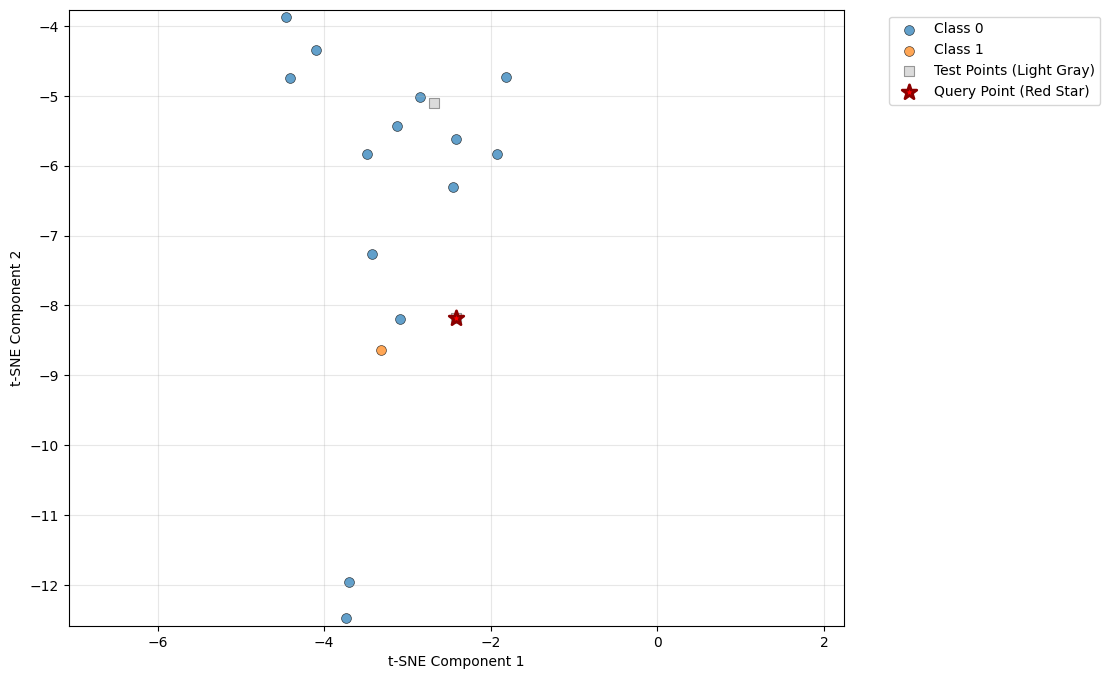 −4
−5
−6
−7
−8
−9
−10
−11
−12
−6
−4
−2
0
2
t-SNE Component 1
t-SNE Component 2
Class 0
Class 1
Test Points (Light Gray)
Query Point (Red Star)